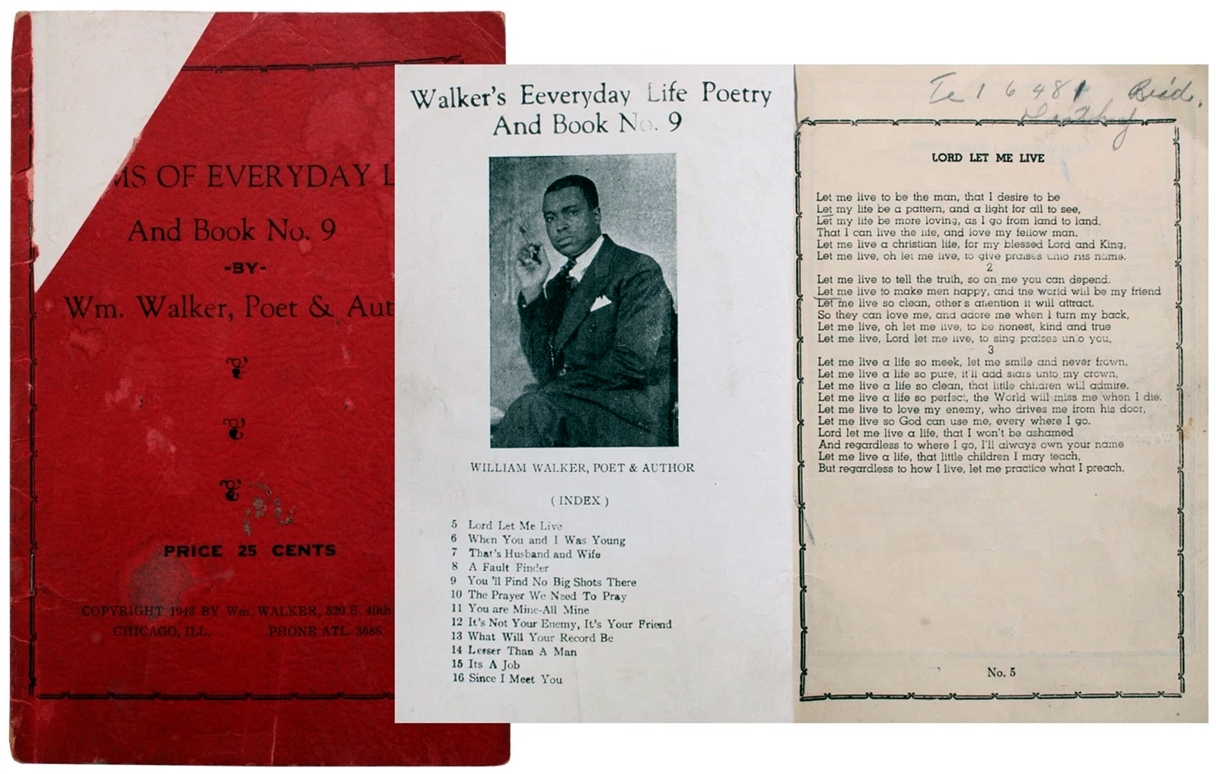 MS OF EVERYDAY L
And Book No. 9
-BY-
Wm. Walker, Poet & Aut
PRICE 25 CENTS
COPYRIGHT 1943 BY Wm. WALKER, 526 E. 40th
CHICAGO, ILL. PHONE ATL. 3688
Walker's Eeveryday Life Poetry
And Book No. 9
WILLIAM WALKER, POET & AUTHOR
( INDEX )
5 Lord Let Me Live
6 When You and I Was Young
7 That's Husband and Wife
8 A Fault Finder
9 You 'll Find No Big Shots There
10 The Prayer We Need To Pray
11 You are Mine-All Mine
12 It's Not Your Enemy, It's Your Friend
13 What Will Your Record Be
14 Lesser Than A Man
15 Its A Job
16 Since I Meet You
16481
LORD LET ME LIVE
Let me live to be the man, that I desire to be
Let my life be a pattern, and a light for all to see,
Let my life be more loving, as I go from land to land,
That I can live the life, and love my fellow man.
Let me live a christian life, for my blessed Lord and King,
Let me live, oh let me live, to give praises unto His name.
2
Let me live to tell the truth, so on me you can depend.
Let me live to make men happy, and the world will be my friend
Let me live so clean, other's attention it will attract.
So they can love me, and adore me when I turn my back,
Let me live, oh let me live, to be honest, kind and true
Let me live, Lord let me live, to sing praises unto you,
3
Let me live a life so meek, let me smile and never frown,
Let me live a life so pure, it'll add stars unto my crown,
Let me live a life so clean, that little children will admire.
Let me live a life so perfect, the World will miss me when I die.
Let me live to love my enemy, who drives me from his door,
Let me live so God can use me, every where I go.
Lord let me live a life, that I won't be ashamed
And regardless to where I go, I'll always own your name
Let me live a life, that little children I may teach,
But regardless to how I live, let me practice what I preach.
No. 5